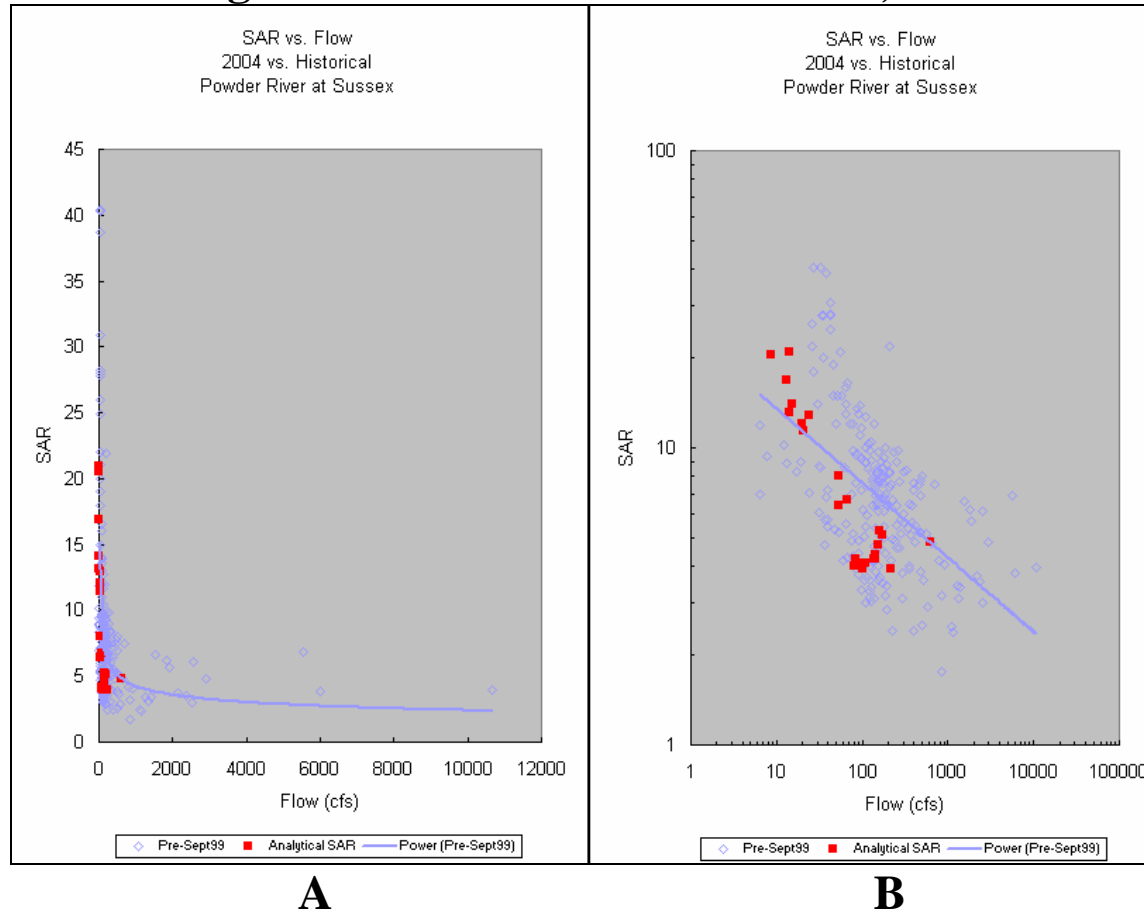 SAR vs. Flow
2004 vs. Historical
Powder River at Sussex
45
40
35
30
25
20
15
10
5
0
SAR
0 2000 4000 6000 8000 10000 12000
Flow (cfs)
Pre-Sept99 Analytical SAR Power (Pre-Sept99)
A
SAR vs. Flow
2004 vs. Historical
Powder River at Sussex
100
10
1
SAR
1 10 100 1000 10000 100000
Flow (cfs)
Pre-Sept99 Analytical SAR Power (Pre-Sept99)
B